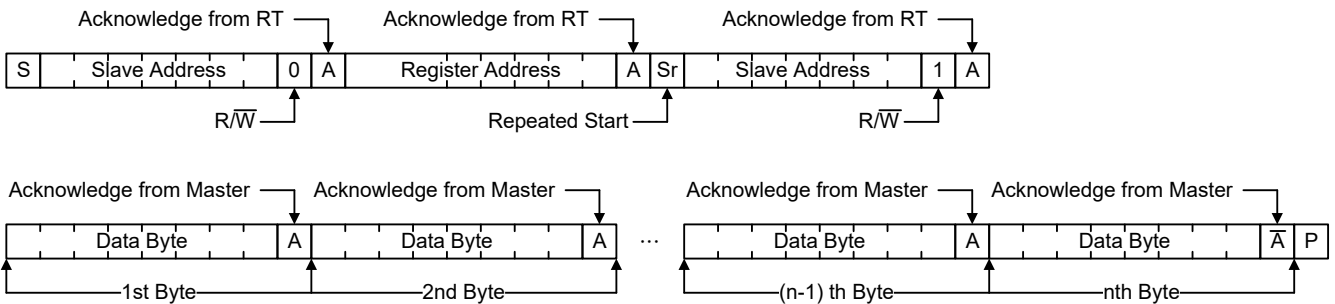 Acknowledge from RT Acknowledge from RT Acknowledge from RT
S Slave Address 0 A Register Address A Sr Slave Address 1 A
R/W̅ Repeated Start R/W̅
Acknowledge from Master Acknowledge from Master Acknowledge from Master Acknowledge from Master
Data Byte A Data Byte A ··· Data Byte A Data Byte A̅ P
1st Byte 2nd Byte (n-1) th Byte nth Byte